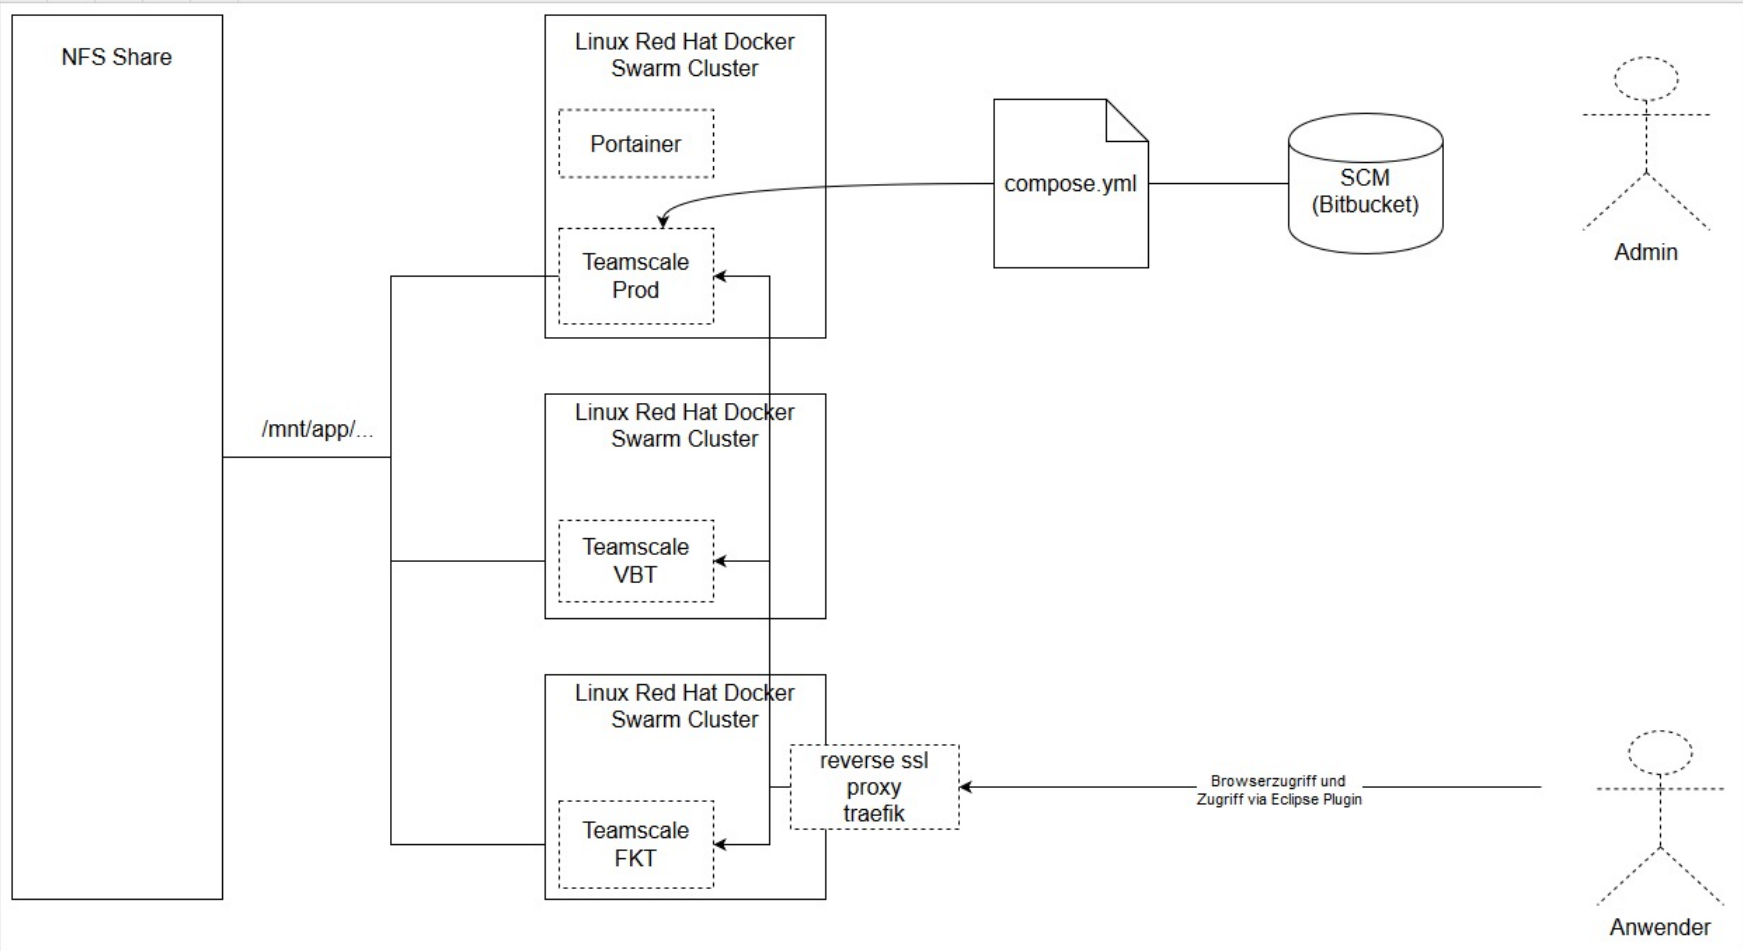 NFS Share
Linux Red Hat Docker
Swarm Cluster
Portainer
compose.yml
SCM
(Bitbucket)
Admin
Teamscale
Prod
/mnt/app/...
Linux Red Hat Docker
Swarm Cluster
Teamscale
VBT
Linux Red Hat Docker
Swarm Cluster
reverse ssl
proxy
traefik
Browserzugriff und
Zugriff via Eclipse Plugin
Teamscale
FKT
Anwender